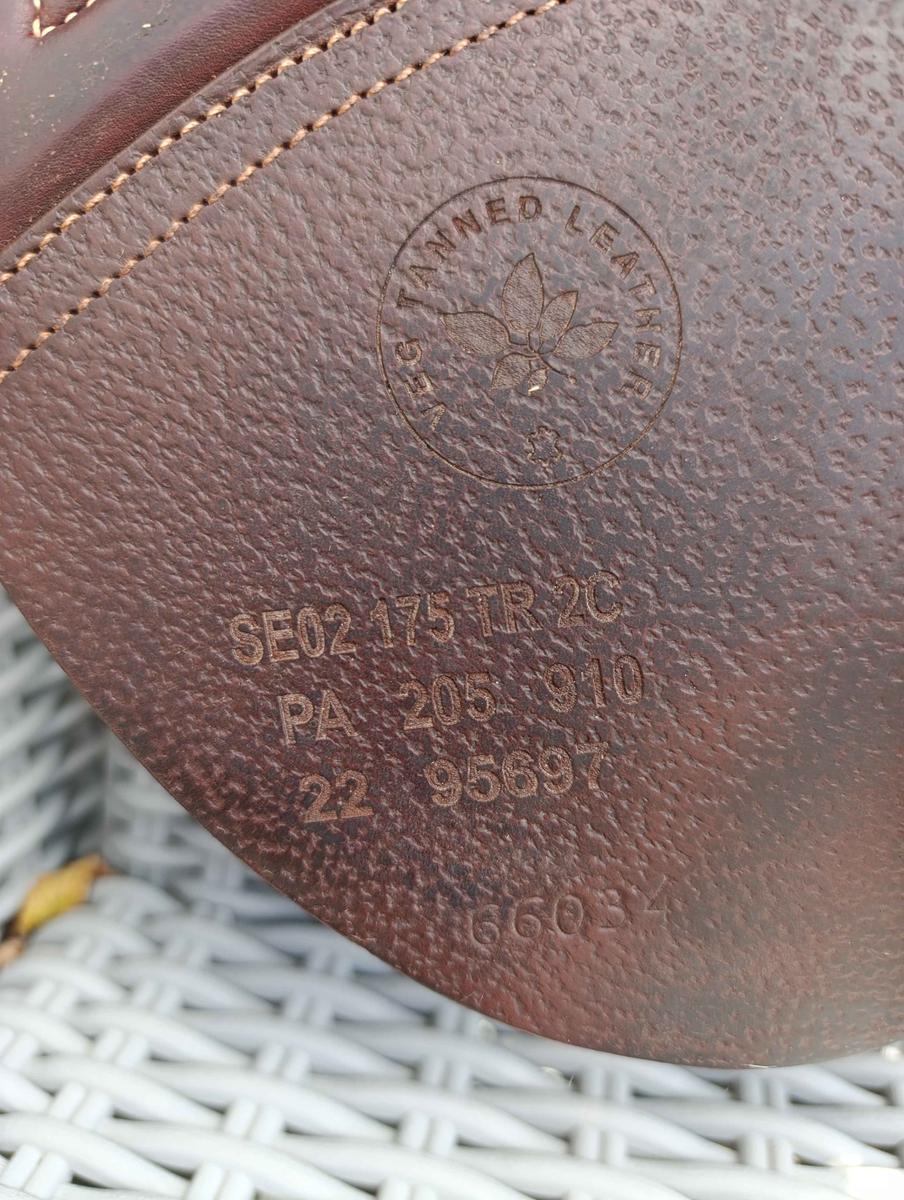 VEG TANNED LEATHER
SE02 175 TR 2C
PA 205 910
22 95697
66034